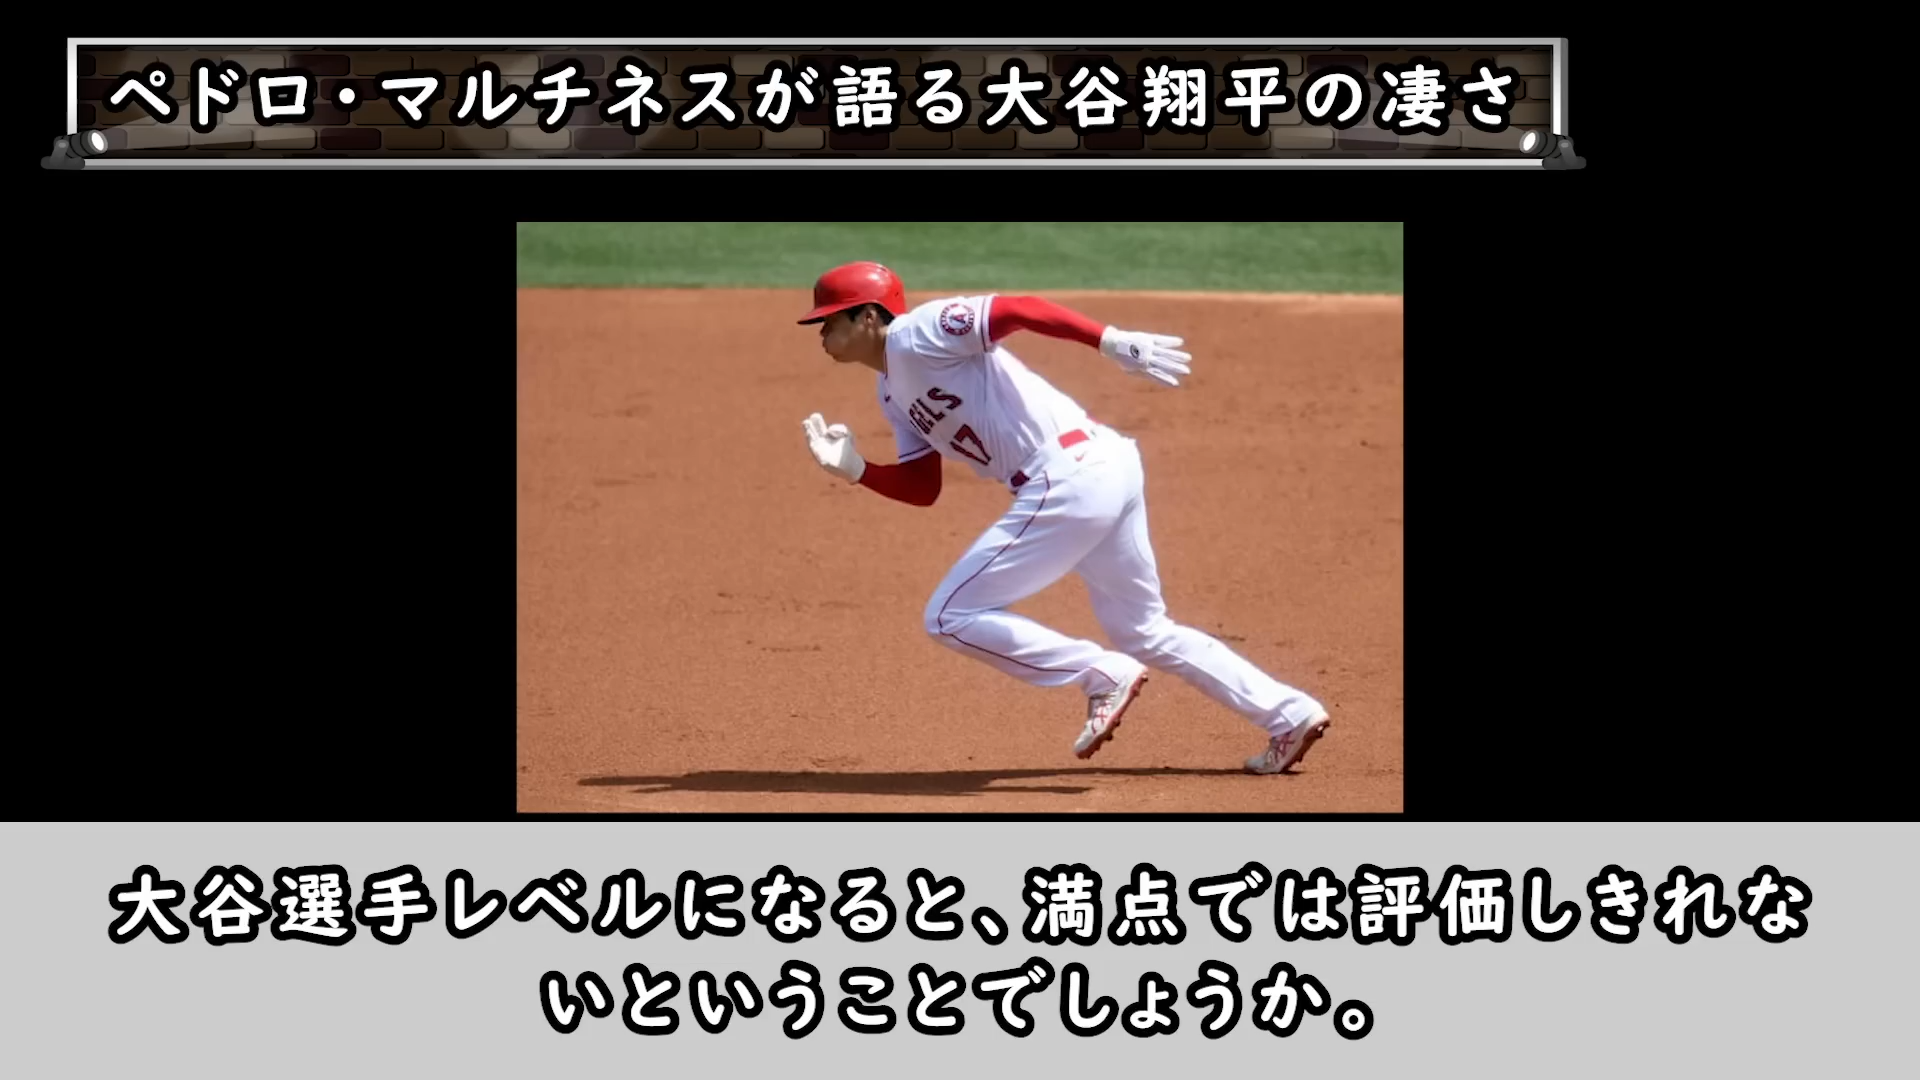 ペドロ・マルチネスが語る大谷翔平の凄さ
GELS
17
大谷選手レベルになると、満点では評価しきれな
いということでしょうか。